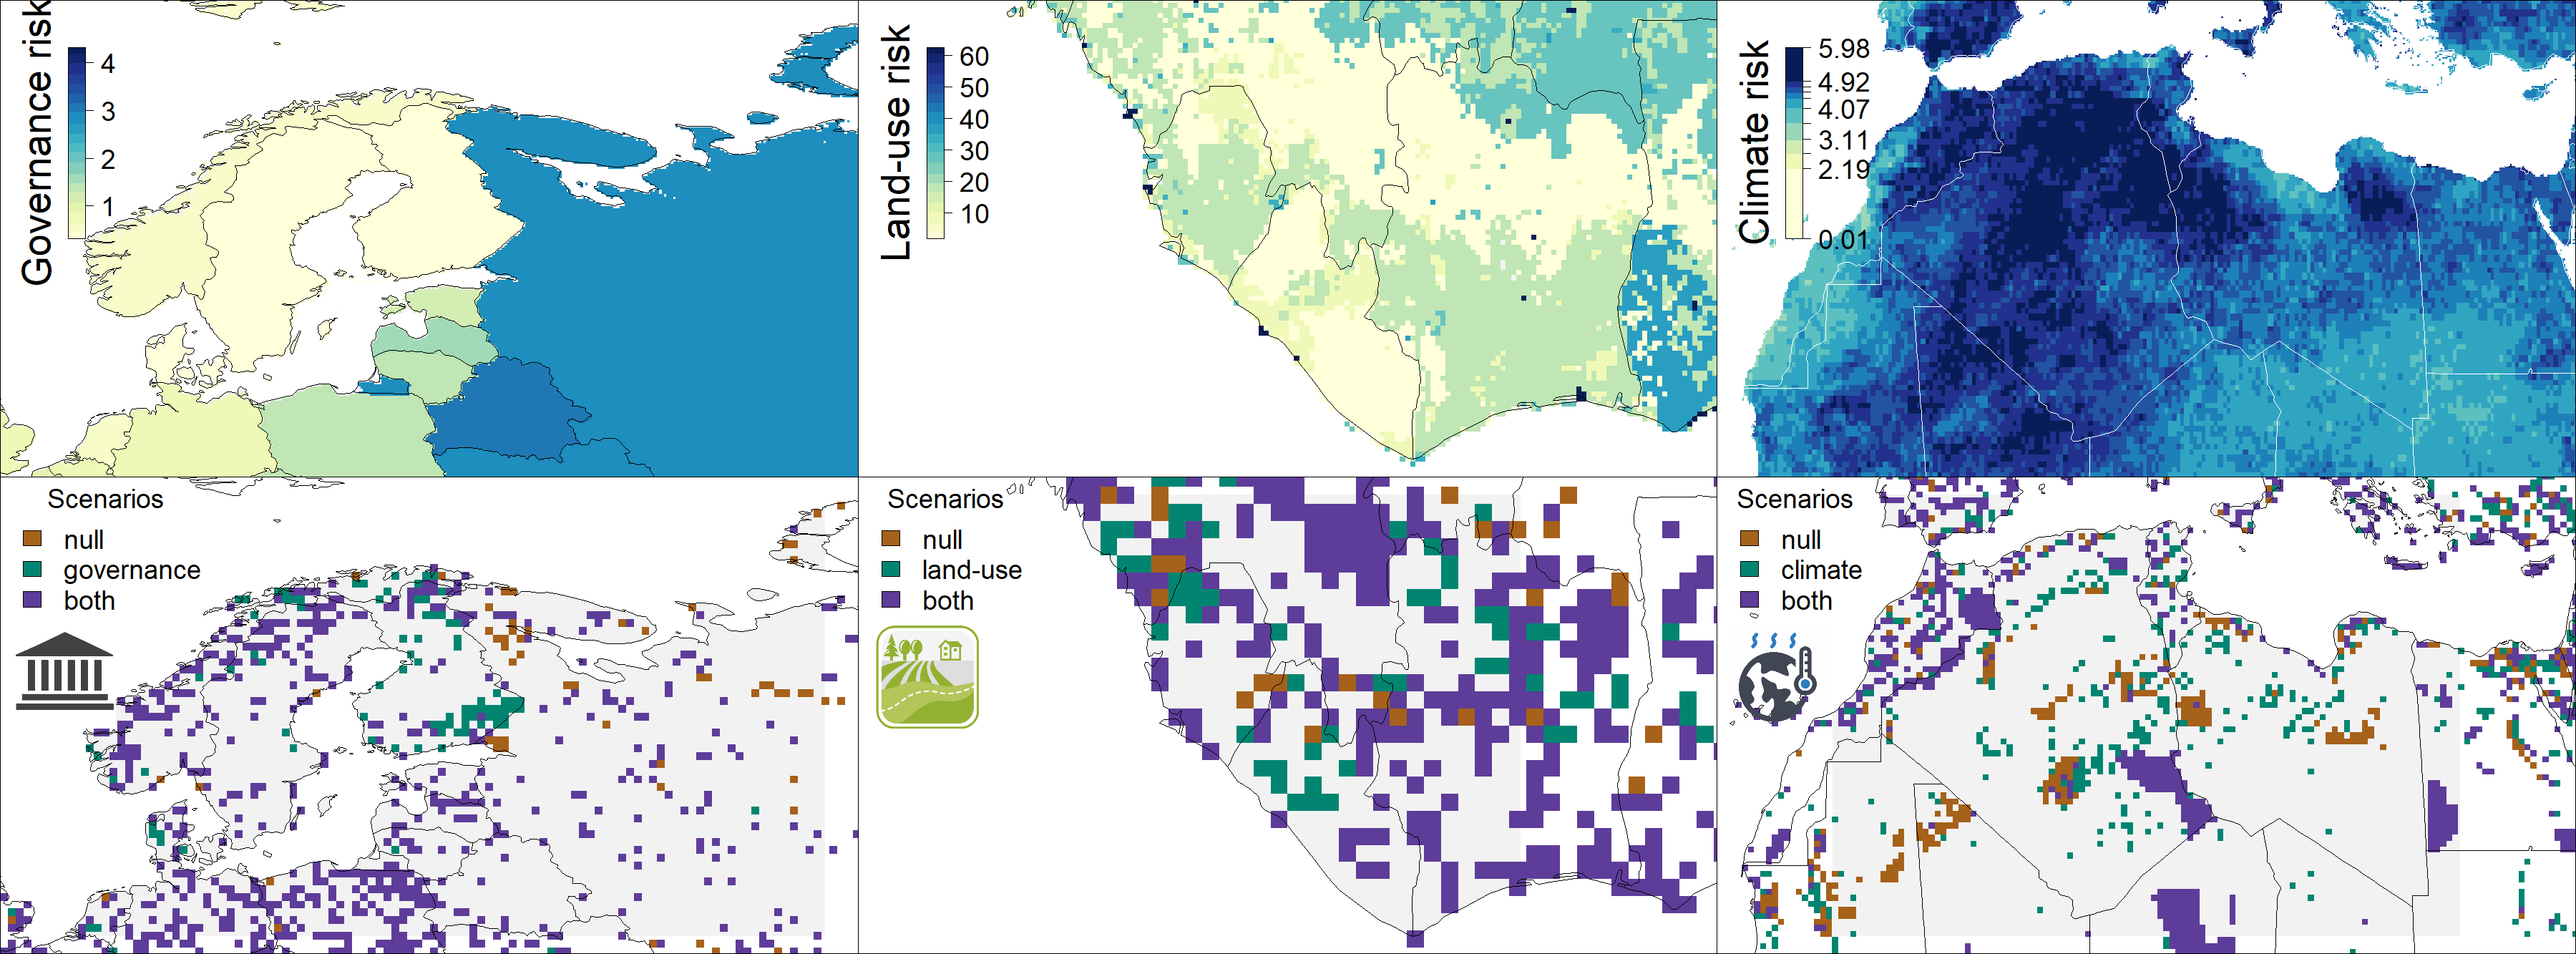 Governance risk
4
3
2
1
Land-use risk
60
50
40
30
20
10
Climate risk
5.98
4.92
4.07
3.11
2.19
0.01
Scenarios
null
governance
both
Scenarios
null
land-use
both
Scenarios
null
climate
both